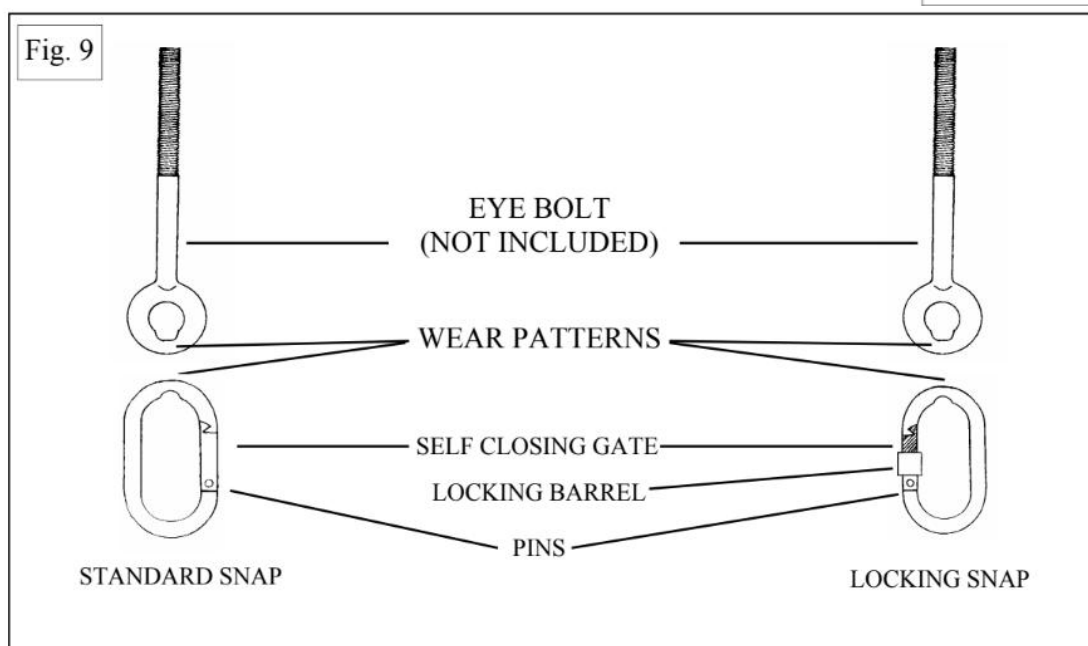 Fig. 9
EYE BOLT
(NOT INCLUDED)
WEAR PATTERNS
SELF CLOSING GATE
LOCKING BARREL
PINS
STANDARD SNAP
LOCKING SNAP